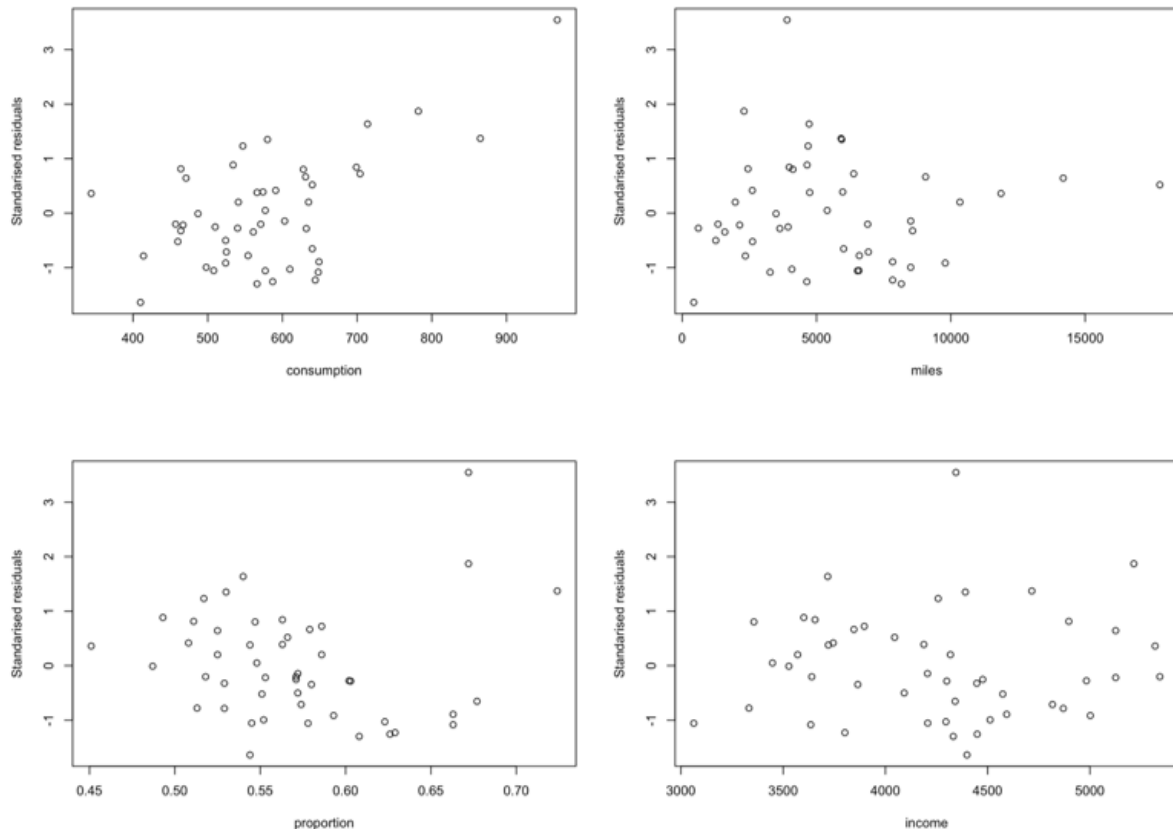 Standarised residuals
3
2
1
0
-1
400 500 600 700 800 900
consumption
Standarised residuals
3
2
1
0
-1
0 5000 10000 15000
miles
Standarised residuals
3
2
1
0
-1
0.45 0.50 0.55 0.60 0.65 0.70
proportion
Standarised residuals
3
2
1
0
-1
3000 3500 4000 4500 5000
income